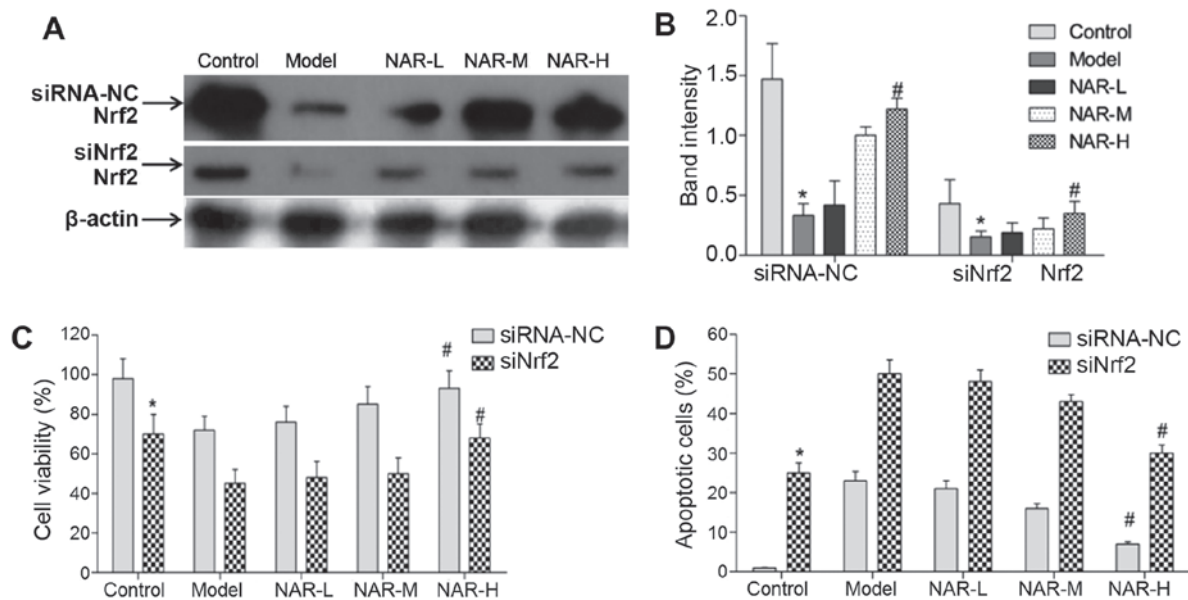 A
Control Model NAR-L NAR-M NAR-H
siRNA-NC
Nrf2
siNrf2
Nrf2
β-actin
B
Band intensity
2.0
1.5
1.0
0.5
0.0
* # * #
Control
Model
NAR-L
NAR-M
NAR-H
siRNA-NC siNrf2 Nrf2
C
Cell viability (%)
120
100
80
60
40
20
0
siRNA-NC
siNrf2
* # #
Control Model NAR-L NAR-M NAR-H
D
Apoptotic cells (%)
60
50
40
30
20
10
0
siRNA-NC
siNrf2
* # #
Control Model NAR-L NAR-M NAR-H